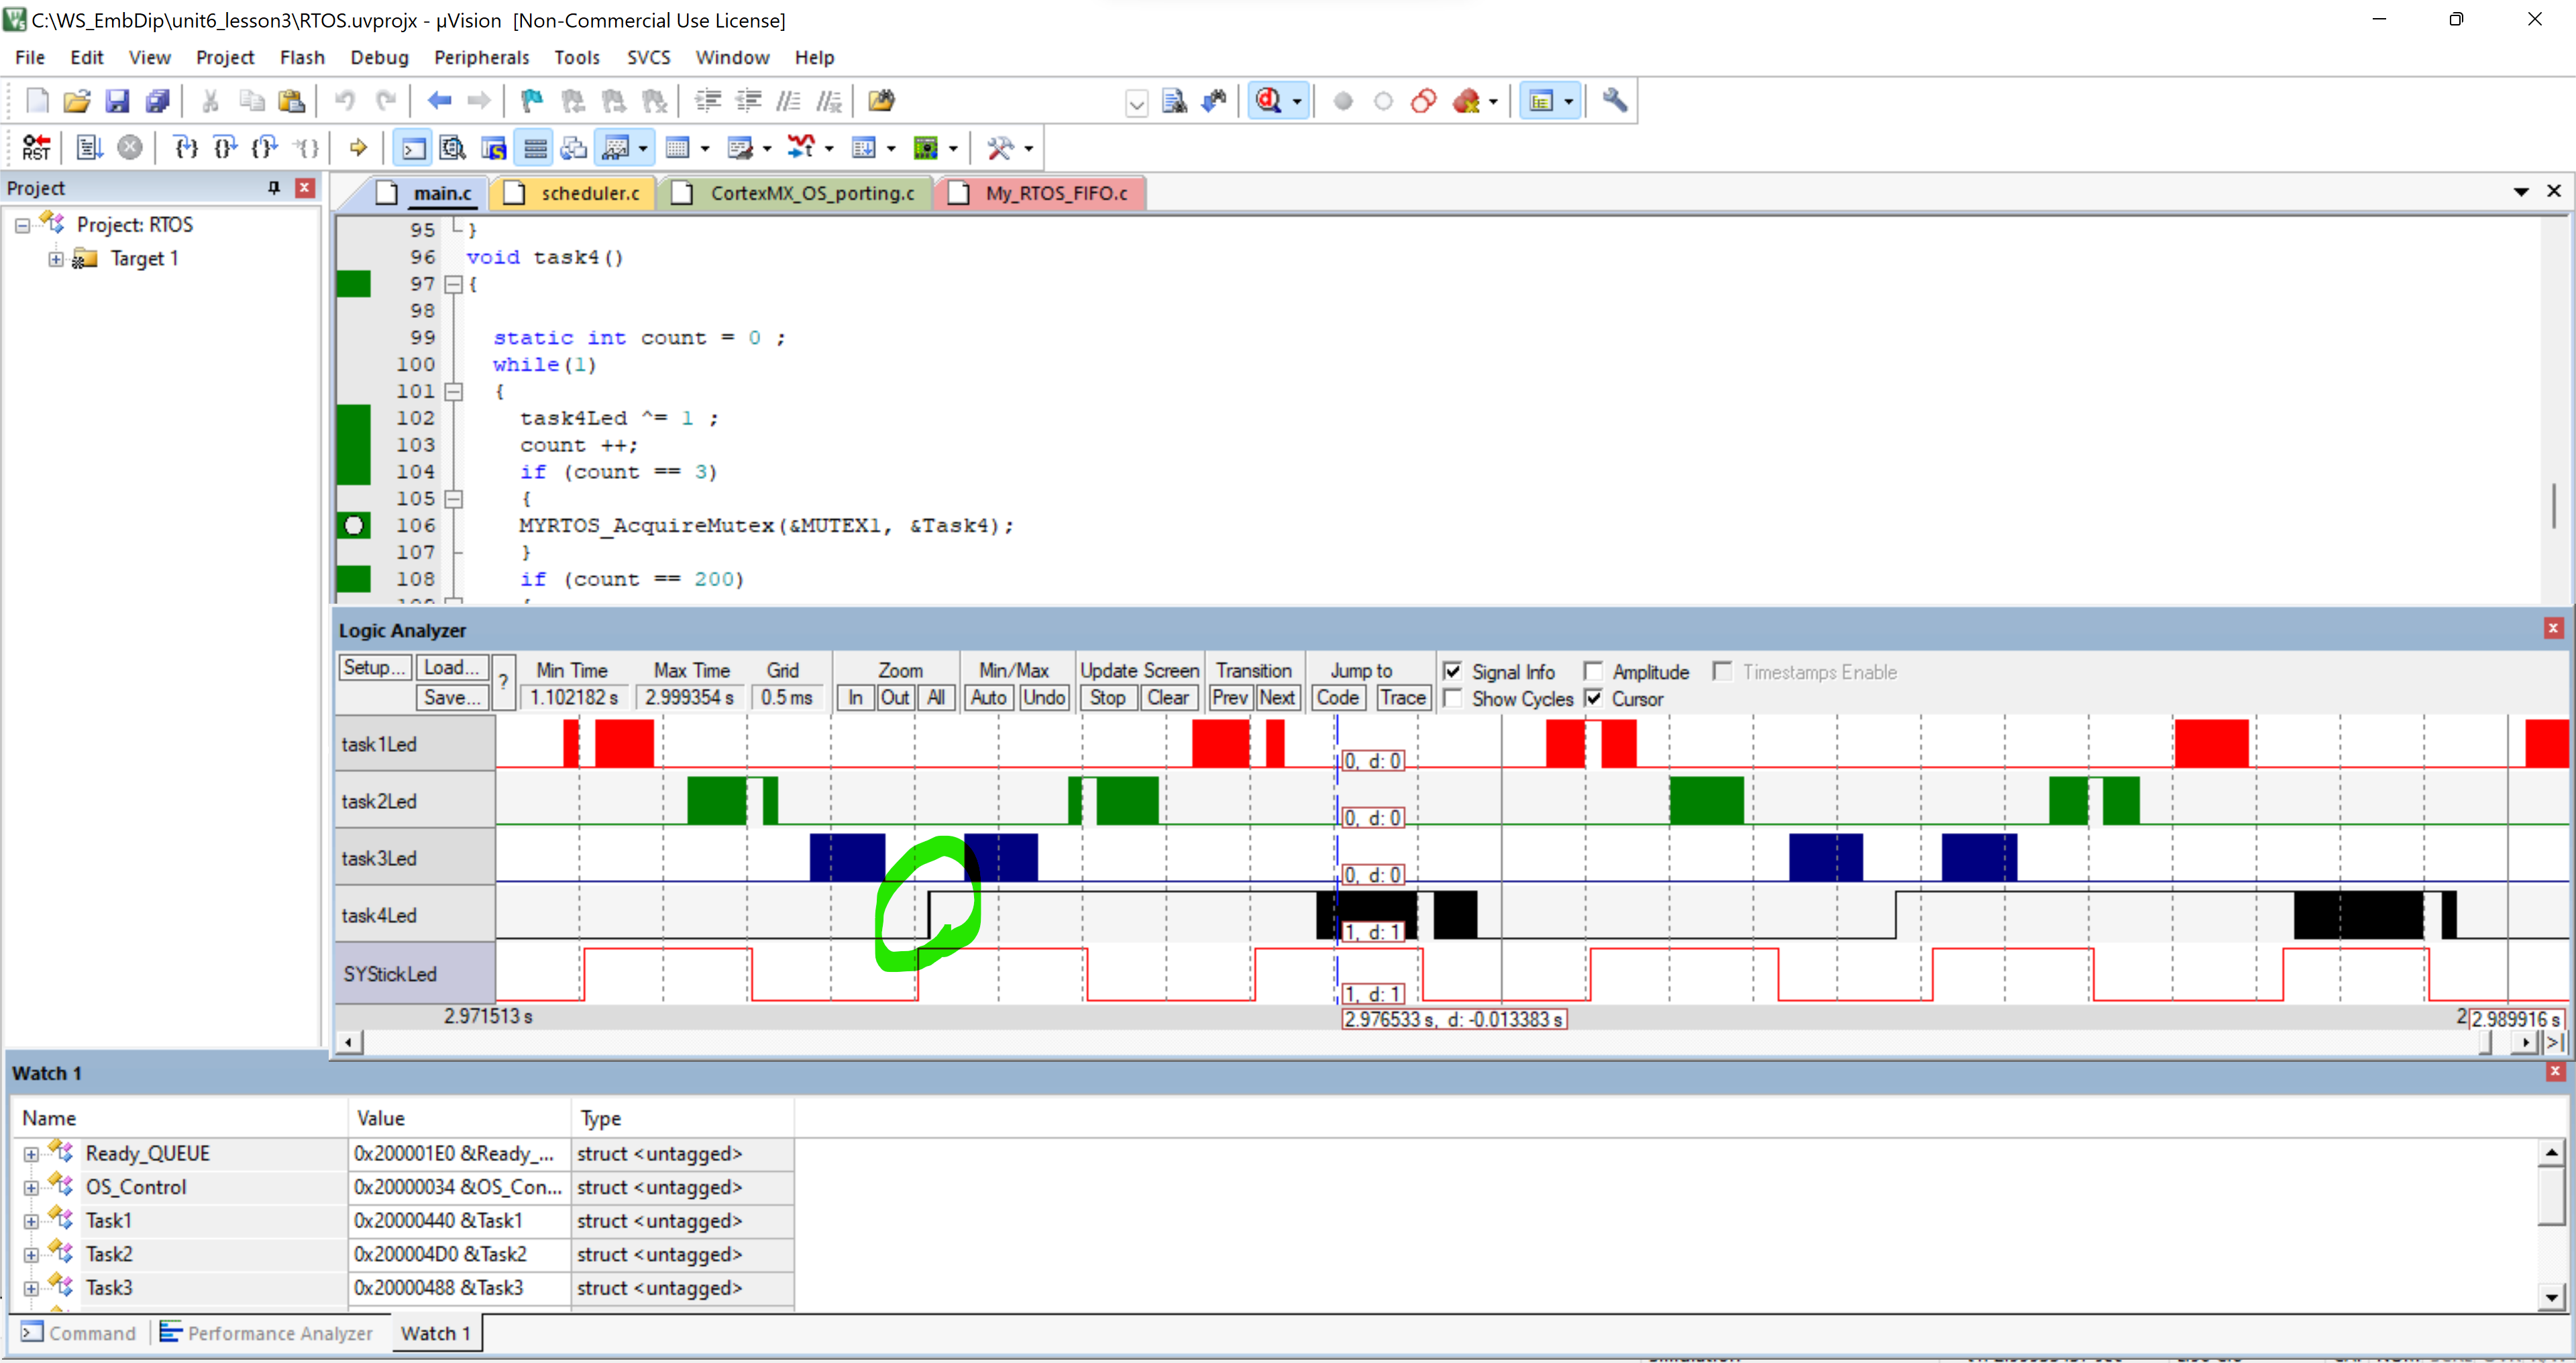 C:\WS_EmbDip\unit6_lesson3\RTOS.uvprojx - µVision [Non-Commercial Use License]
File Edit View Project Flash Debug Peripherals Tools SVCS Window Help
RST
Project
main.c scheduler.c CortexMX_OS_porting.c My_RTOS_FIFO.c
Project: RTOS
Target 1
95 }
96 void task4()
97 {
98
99 static int count = 0 ;
100 while(1)
101 {
102 task4Led ^= 1 ;
103 count ++;
104 if (count == 3)
105 {
106 MYRTOS_AcquireMutex(&MUTEX1, &Task4);
107 }
108 if (count == 200)
Logic Analyzer
Setup... Load... ? Min Time Max Time Grid Zoom Min/Max Update Screen Transition Jump to Signal Info Amplitude Timestamps Enable
Save... 1.102182 s 2.999354 s 0.5 ms In Out All Auto Undo Stop Clear Prev Next Code Trace Show Cycles Cursor
task1Led
0, d: 0
task2Led
0, d: 0
task3Led
0, d: 0
task4Led
1, d: 1
SYStickLed
1, d: 1
2.971513 s 2.976533 s, d: -0.013383 s 2 2.989916 s
Watch 1
Name Value Type
Ready_QUEUE 0x200001E0 &Ready_... struct <untagged>
OS_Control 0x20000034 &OS_Con... struct <untagged>
Task1 0x20000440 &Task1 struct <untagged>
Task2 0x200004D0 &Task2 struct <untagged>
Task3 0x20000488 &Task3 struct <untagged>
Command Performance Analyzer Watch 1